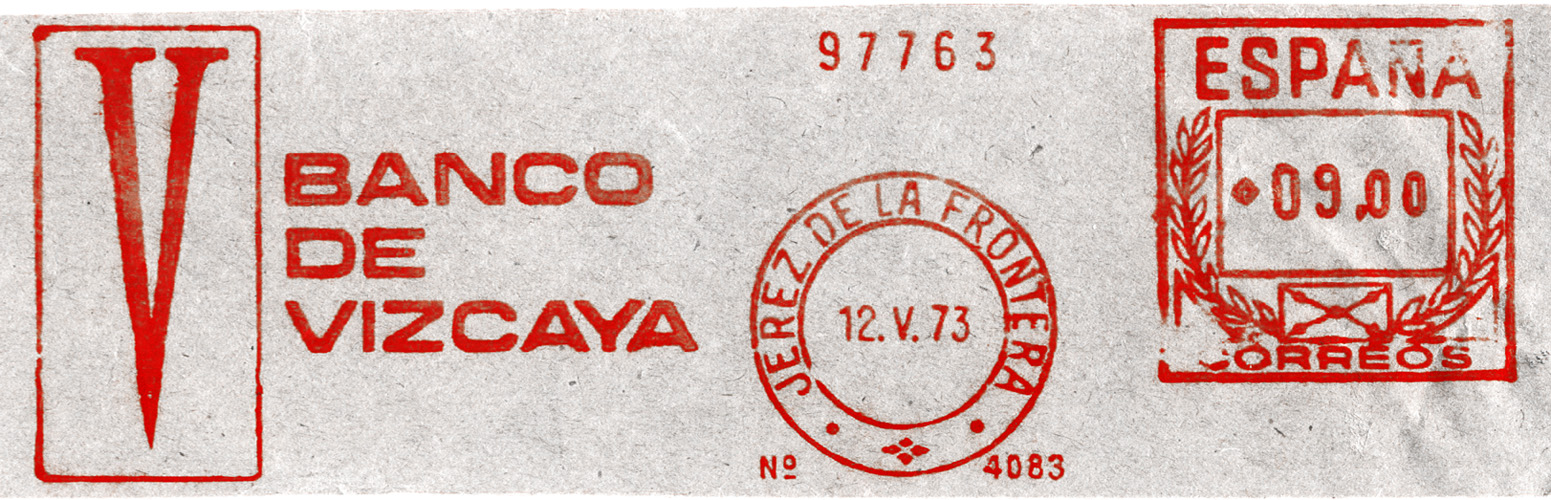 V
BANCO
DE
VIZCAYA
97763
JEREZ DE LA FRONTERA
12.V.73
Nº 4083
ESPAÑA
09,00
CORREOS